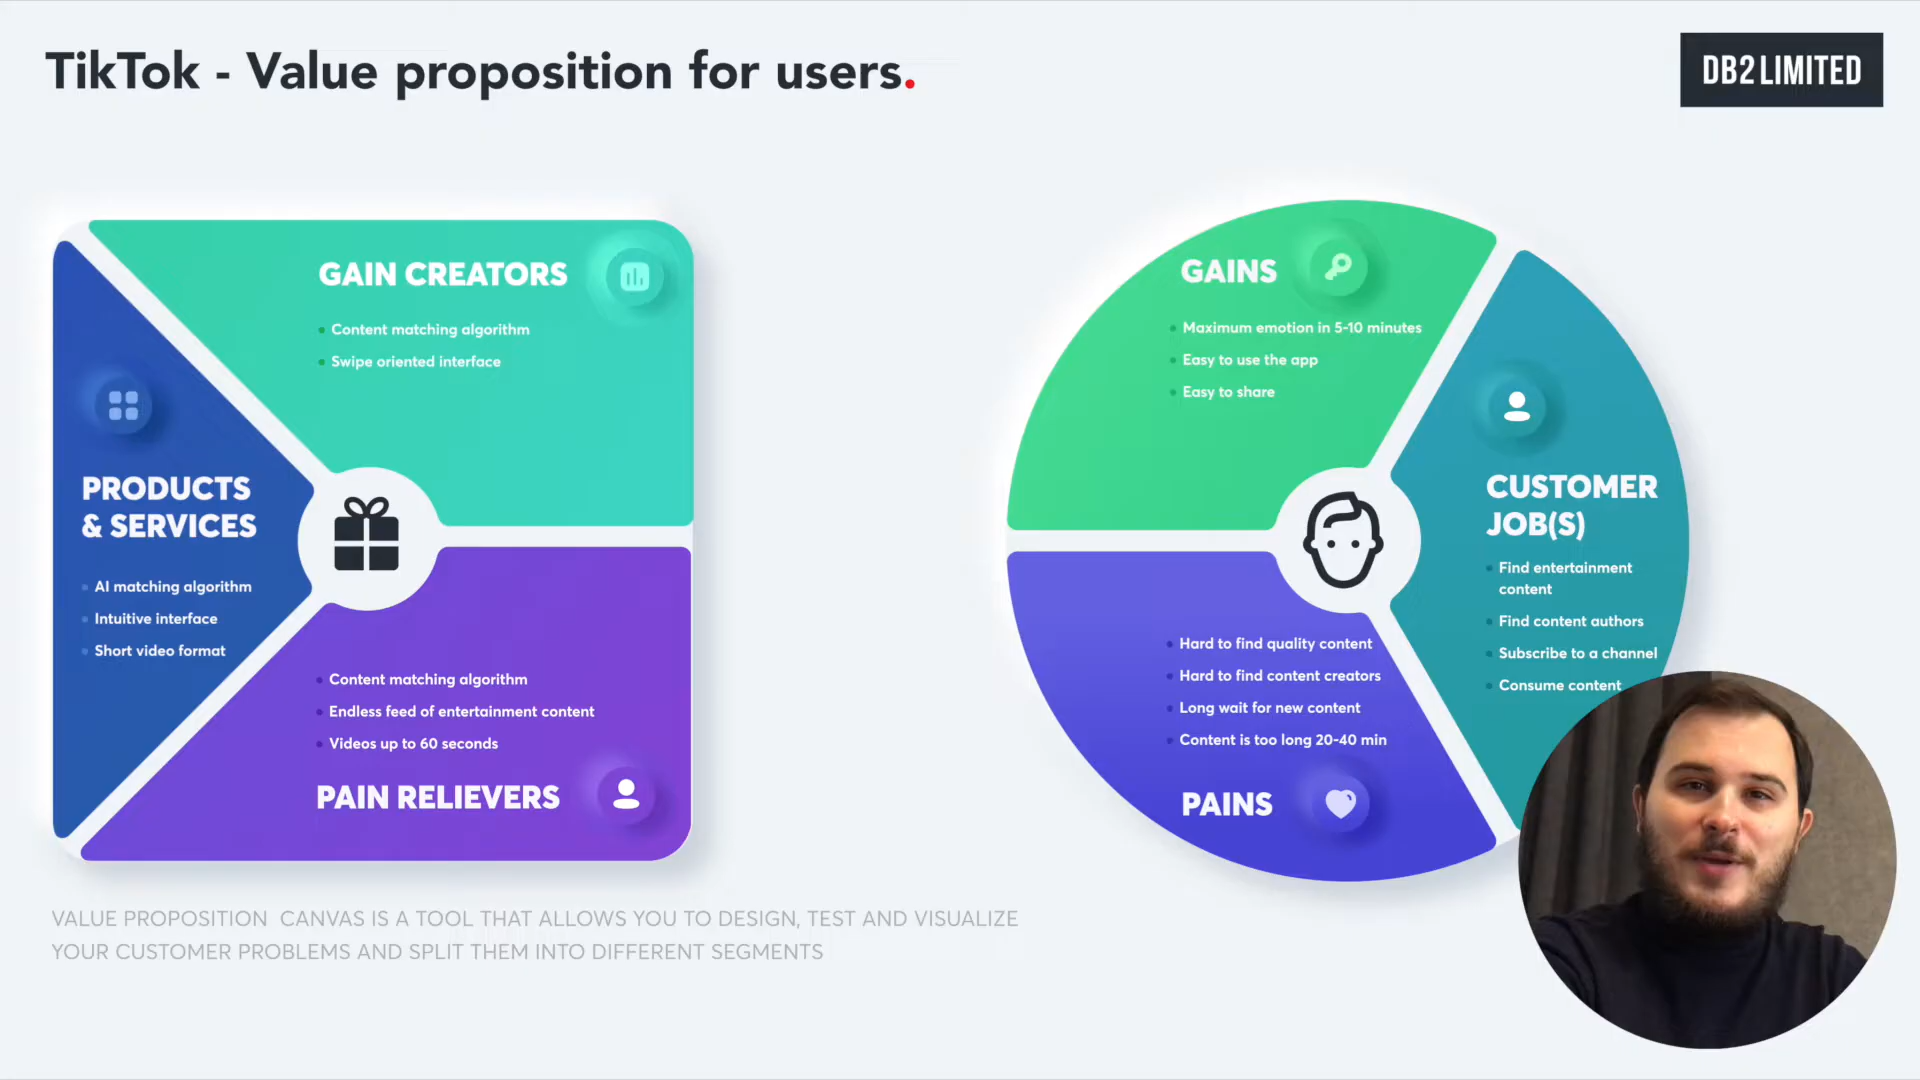 TikTok - Value proposition for users.
DB2 LIMITED
GAIN CREATORS
Content matching algorithm
Swipe oriented interface
PRODUCTS
& SERVICES
AI matching algorithm
Intuitive interface
Short video format
Content matching algorithm
Endless feed of entertainment content
Videos up to 60 seconds
PAIN RELIEVERS
GAINS
Maximum emotion in 5-10 minutes
Easy to use the app
Easy to share
CUSTOMER
JOB(S)
Find entertainment
content
Find content authors
Subscribe to a channel
Consume content
Hard to find quality content
Hard to find content creators
Long wait for new content
Content is too long 20-40 min
PAINS
VALUE PROPOSITION CANVAS IS A TOOL THAT ALLOWS YOU TO DESIGN, TEST AND VISUALIZE
YOUR CUSTOMER PROBLEMS AND SPLIT THEM INTO DIFFERENT SEGMENTS